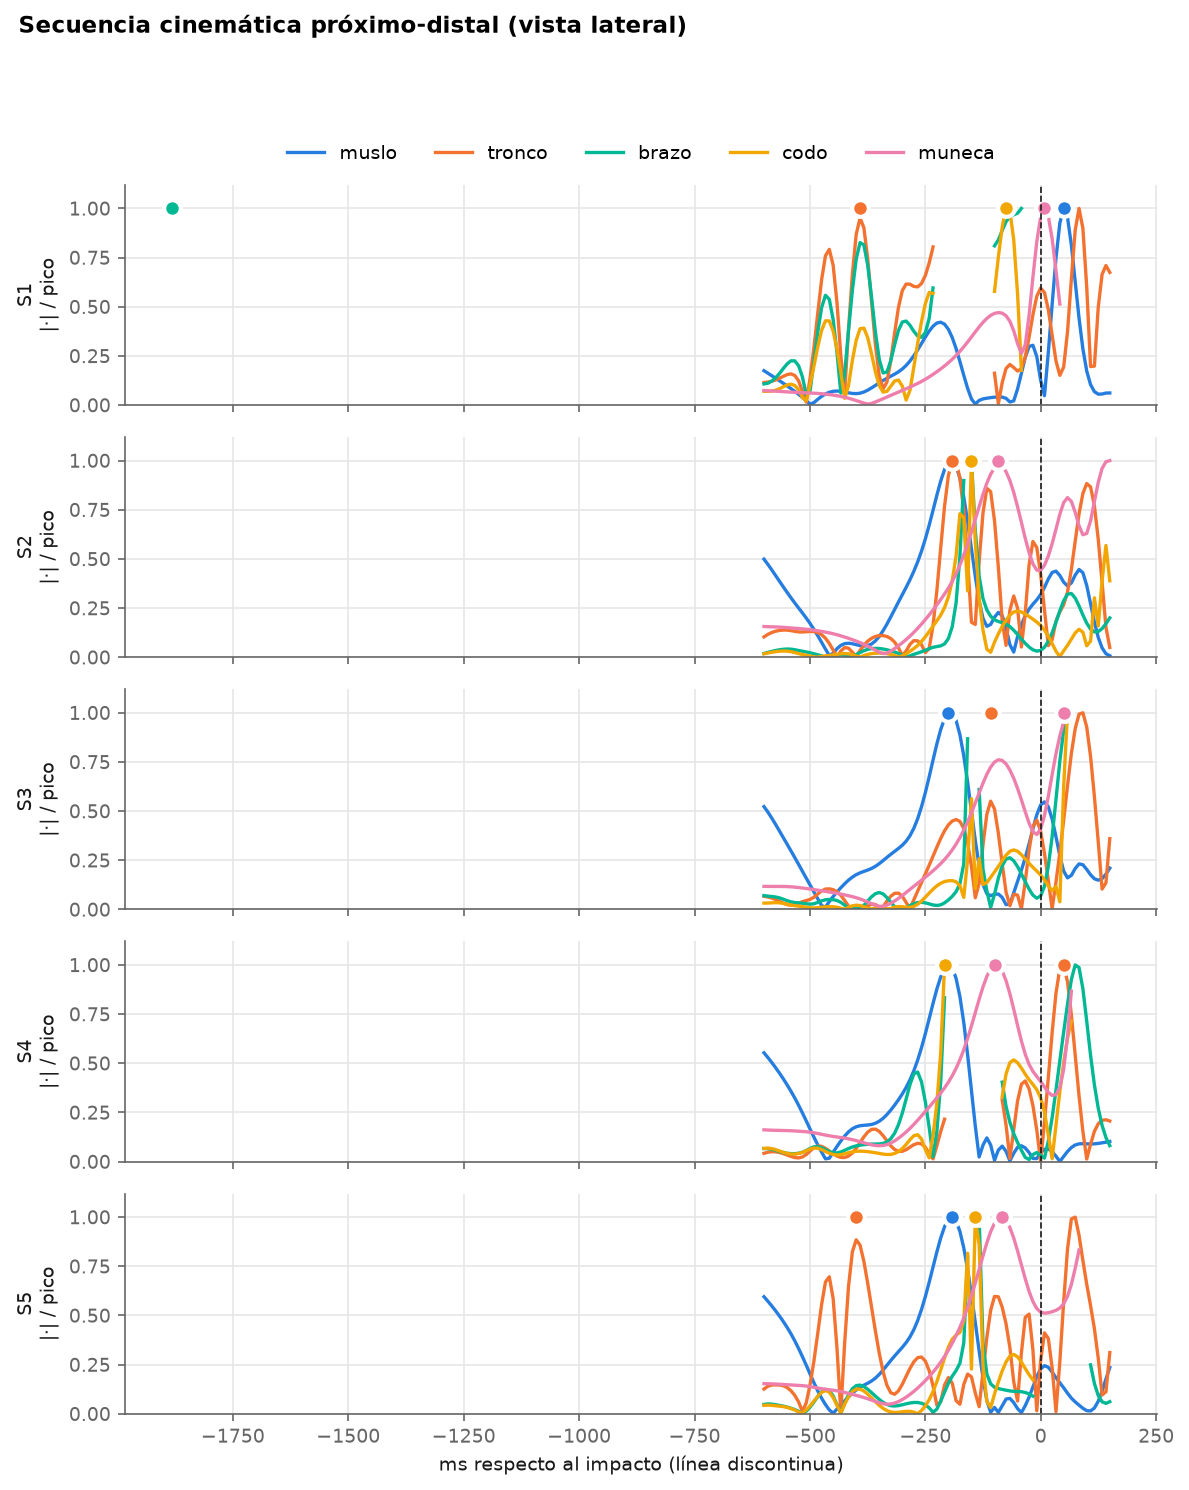 Secuencia cinemática próximo-distal (vista lateral)
muslo tronco brazo codo muneca
S1
|·| / pico
1.00
0.75
0.50
0.25
0.00
S2
|·| / pico
1.00
0.75
0.50
0.25
0.00
S3
|·| / pico
1.00
0.75
0.50
0.25
0.00
S4
|·| / pico
1.00
0.75
0.50
0.25
0.00
S5
|·| / pico
1.00
0.75
0.50
0.25
0.00
−1750 −1500 −1250 −1000 −750 −500 −250 0 250
ms respecto al impacto (línea discontinua)